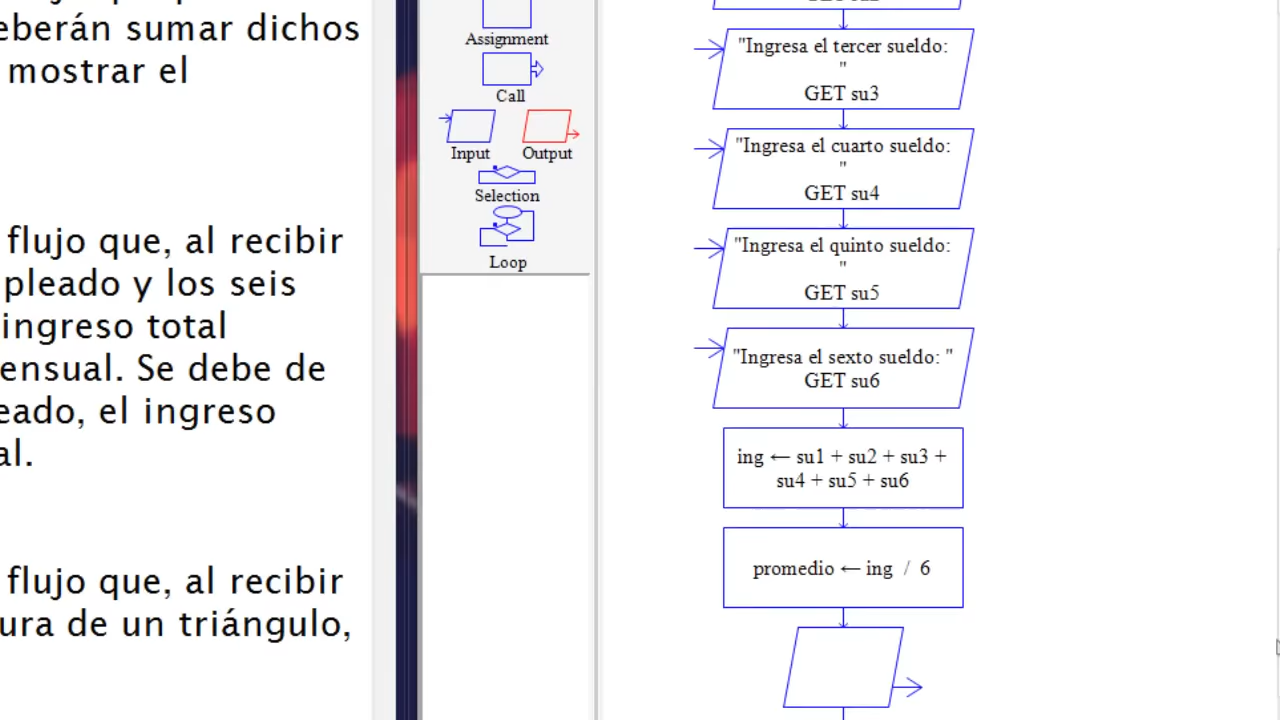 eberán sumar dichos
mostrar el
flujo que, al recibir
pleado y los seis
ingreso total
ensual. Se debe de
eado, el ingreso
al.
flujo que, al recibir
ura de un triángulo,
Assignment
Call
Input Output
Selection
Loop
"Ingresa el tercer sueldo:
"
GET su3
"Ingresa el cuarto sueldo:
"
GET su4
"Ingresa el quinto sueldo:
"
GET su5
"Ingresa el sexto sueldo: "
GET su6
ing ← su1 + su2 + su3 +
su4 + su5 + su6
promedio ← ing / 6